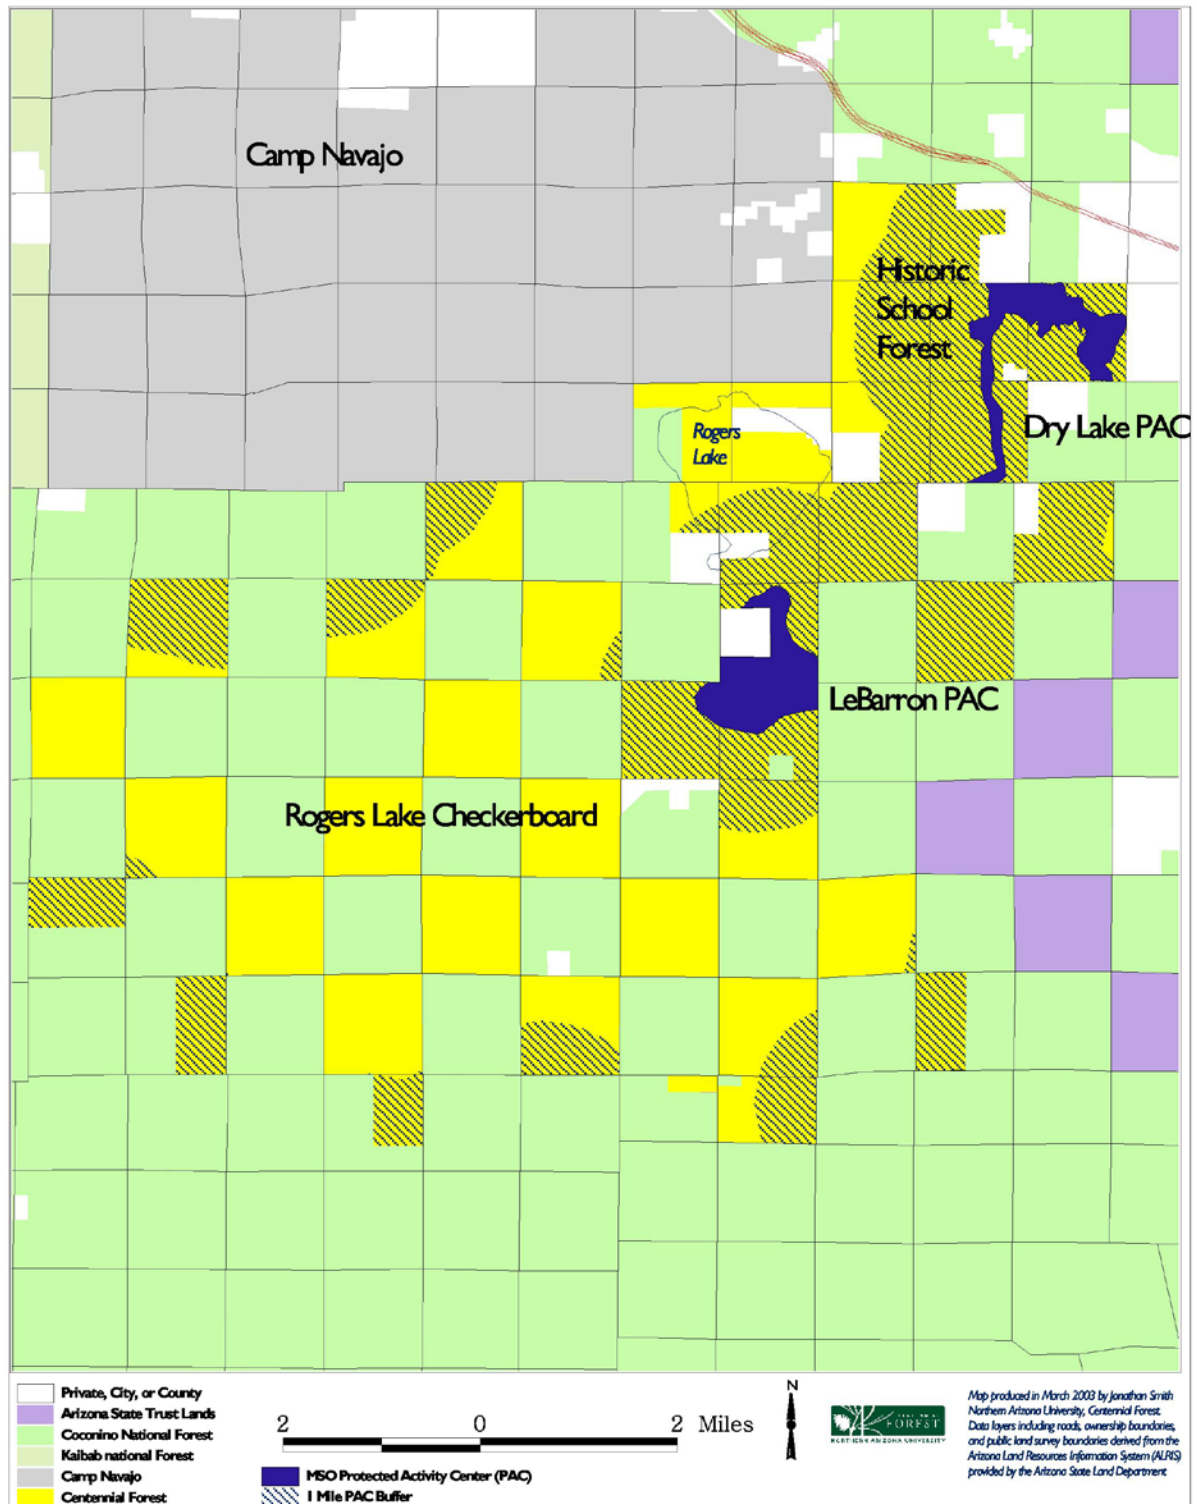 Camp Navajo
Historic
School
Forest
Rogers
Lake
Dry Lake PAC
LeBarron PAC
Rogers Lake Checkerboard
Private, City, or County
Arizona State Trust Lands
Coconino National Forest
Kaibab national Forest
Camp Navajo
Centennial Forest
2 0 2 Miles
MSO Protected Activity Center (PAC)
1 Mile PAC Buffer
N
FOREST
NORTHERN ARIZONA UNIVERSITY
Map produced in March 2003 by Jonathan Smith
Northern Arizona University, Centennial Forest.
Data layers including roads, ownership boundaries,
and public land survey boundaries derived from the
Arizona Land Resources Information System (ALRIS)
provided by the Arizona State Land Department